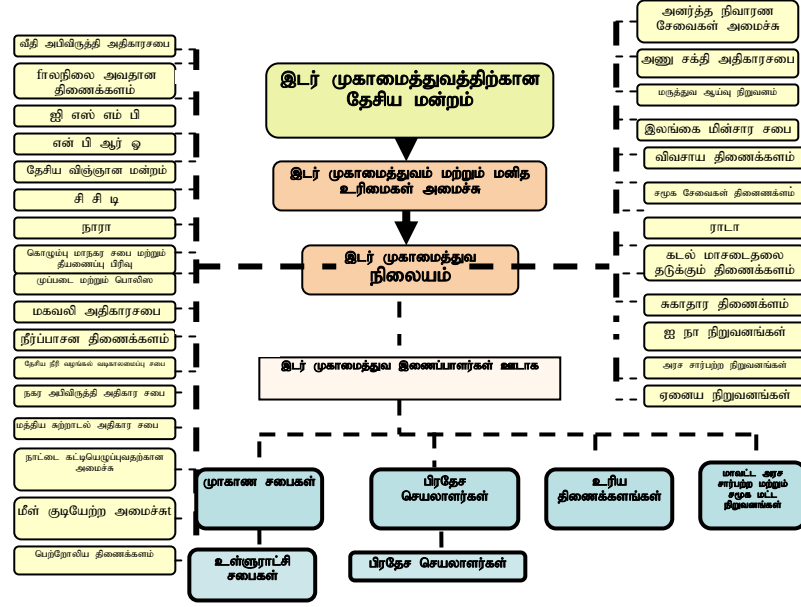 வீதி அபிவிருத்தி அதிகாரசபை
ாலநிலை அவதான
திணைக்களம்
ஐி எஸ் எம் பி
என் பி ஆர் ஓ
தேசிய விஞ்ஞான மன்றம்
சி சி டி
நாரா
கொழும்பு மாநகர சபை மற்றும்
தீயணைப்பு பிரிவு
முப்படை மற்றும் பொலிஸ
மகவலி அதிகாரசபை
நீர்ப்பாசன திணைக்களம்
தேசிய நீரி வழங்கல் வடிகாலமைப்பு சபை
நகர அபிவிருத்தி அதிகார சபை
மத்திய சுற்றாடல் அதிகார சபை
நாட்டை கட்டியெழுப்புவதற்கான
அமைச்சு
மீள் குடியேற்ற அமைச்சு
பெற்றோலிய திணைக்களம்
இடர் முகாமைத்துவத்திற்கான
தேசிய மன்றம்
இடர் முகாமைத்துவம் மற்றும் மனித
உரிமைகள் அமைச்சு
இடர் முகாமைத்துவ
நிலையம்
இடர் முகாமைத்துவ இணைப்பாளர்கள் ஊடாக
முாகாண சபைகள்
பிரதேச
செயலாளர்கள்
உரிய
திணைக்களங்கள்
மாவட்ட அரச
சார்பற்ற மற்றும்
சமூக மட்ட
நிறுவனங்கள்
உள்ளுராட்சி
சபைகள்
பிரதேச செயலாளர்கள்
அனர்த்த நிவாரண
சேவைகள் அமைச்சு
அணு சக்தி அதிகாரசபை
மருத்துவ ஆய்வு நிறுவனம்
இலங்கை மின்சார சபை
விவசாய திணைக்களம்
சமூக சேவைகள் தினைணக்ளம்
ராடா
கடல் மாசடைதலை
தடுக்கும் திணைக்களம்
சுகாதார திணைக்ளம்
ஐ நா நிறுவனங்கள்
அரச சார்பற்ற நிறுவனங்கள்
ஏனைய நிறுவனங்கள்